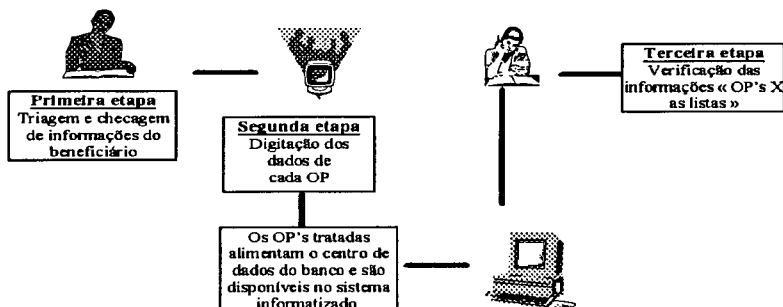 Primeira etapa
Triagem e checagem
de informações do
beneficiário
Segunda etapa
Digitação dos
dados de
cada OP
Os OP's tratadas
alimentam o centro de
dados do banco e são
disponíveis no sistema
informatizado
Terceira etapa
Verificação das
informações « OP's X
as listas »